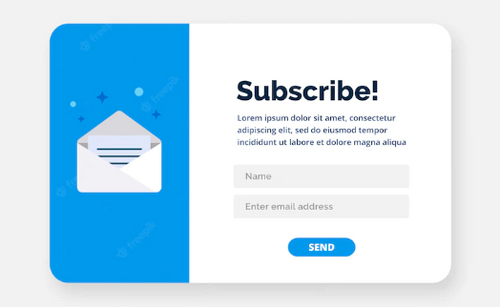 Subscribe!
Lorem ipsum dolor sit amet, consectetur
adipiscing elit, sed do eiusmod tempor
incididunt ut labore et dolore magna aliqua
Name
Enter email address
SEND